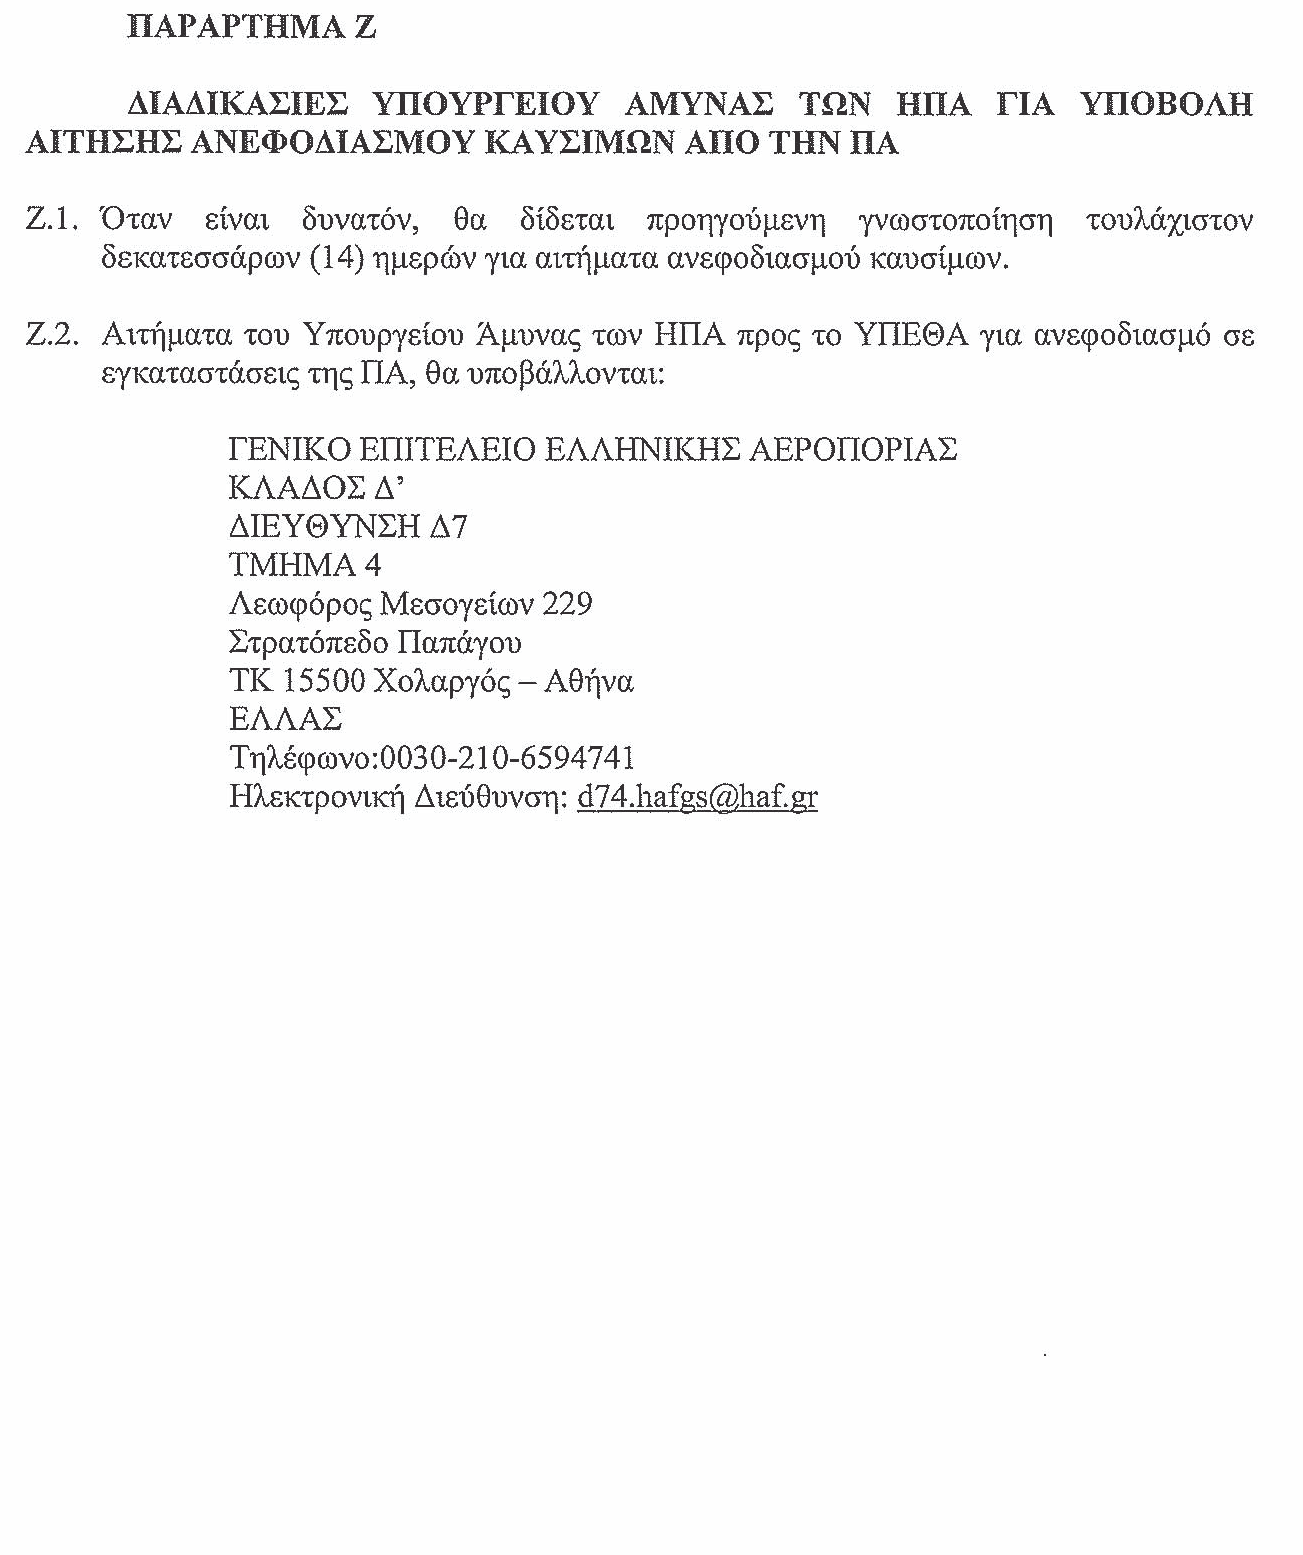 ΠΑΡΑΡΤΗΜΑ Ζ
ΔΙΑΔΙΚΑΣΙΕΣ ΥΠΟΥΡΓΕΙΟΥ ΑΜΥΝΑΣ ΤΩΝ ΗΠΑ ΓΙΑ ΥΠΟΒΟΛΗ
ΑΙΤΗΣΗΣ ΑΝΕΦΟΔΙΑΣΜΟΥ ΚΑΥΣΙΜΩΝ ΑΠΟ ΤΗΝ ΠΑ
Ζ.1. Όταν είναι δυνατόν, θα δίδεται προηγούμενη γνωστοποίηση τουλάχιστον
δεκατεσσάρων (14) ημερών για αιτήματα ανεφοδιασμού καυσίμων.
Ζ.2. Αιτήματα του Υπουργείου Άμυνας των ΗΠΑ προς το ΥΠΕΘΑ για ανεφοδιασμό σε
εγκαταστάσεις της ΠΑ, θα υποβάλλονται:
ΓΕΝΙΚΟ ΕΠΙΤΕΛΕΙΟ ΕΛΛΗΝΙΚΗΣ ΑΕΡΟΠΟΡΙΑΣ
ΚΛΑΔΟΣ Δ’
ΔΙΕΥΘΥΝΣΗ Δ7
ΤΜΗΜΑ 4
Λεωφόρος Μεσογείων 229
Στρατόπεδο Παπάγου
ΤΚ 15500 Χολαργός – Αθήνα
ΕΛΛΑΣ
Τηλέφωνο:0030-210-6594741
Ηλεκτρονική Διεύθυνση: d74.hafgs@haf.gr